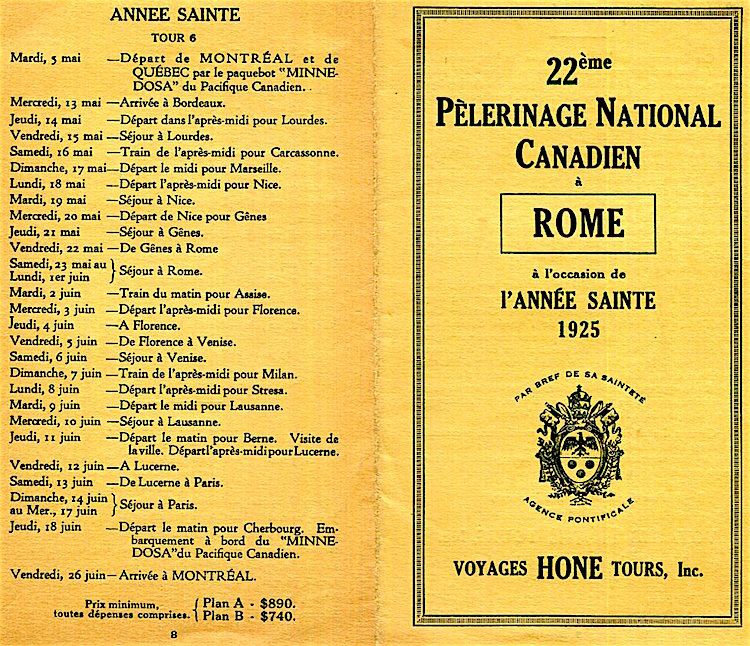 ANNEE SAINTE
TOUR 6
Mardi, 5 mai —Départ de MONTRÉAL et de
QUÉBEC par le paquebot "MINNE-
DOSA" du Pacifique Canadien. .
Mercredi, 13 mai —Arrivée à Bordeaux.
Jeudi, 14 mai —Départ dans l'après-midi pour Lourdes.
Vendredi, 15 mai —Séjour à Lourdes.
Samedi, 16 mai —Train de l'après-midi pour Carcassonne.
Dimanche, 17 mai—Départ le midi pour Marseille.
Lundi, 18 mai —Départ l'après-midi pour Nice.
Mardi, 19 mai —Séjour à Nice.
Mercredi, 20 mai —Départ de Nice pour Gênes
Jeudi, 21 mai —Séjour à Gênes.
Vendredi, 22 mai —De Gênes à Rome
Samedi, 23 mai au
Lundi, 1er juin } Séjour à Rome.
Mardi, 2 juin —Train du matin pour Assise.
Mercredi, 3 juin —Départ l'après-midi pour Florence.
Jeudi, 4 juin —A Florence.
Vendredi, 5 juin —De Florence à Venise.
Samedi, 6 juin —Séjour à Venise.
Dimanche, 7 juin —Train de l'après-midi pour Milan.
Lundi, 8 juin —Départ l'après-midi pour Stresa.
Mardi, 9 juin —Départ le midi pour Lausanne.
Mercredi, 10 juin —Séjour à Lausanne.
Jeudi, 11 juin —Départ le matin pour Berne. Visite de
la ville. Départ l'après-midi pour Lucerne.
Vendredi, 12 juin —A Lucerne.
Samedi, 13 juin —De Lucerne à Paris.
Dimanche, 14 juin
au Mer., 17 juin } Séjour à Paris.
Jeudi, 18 juin —Départ le matin pour Cherbourg. Em-
barquement à bord du "MINNE-
DOSA"du Pacifique Canadien.
Vendredi, 26 juin—Arrivée à MONTRÉAL.
Prix minimum, { Plan A - $890.
toutes dépenses comprises. { Plan B - $740.
8
22ème
PÈLERINAGE NATIONAL
CANADIEN
à
ROME
à l'occasion de
l'ANNÉE SAINTE
1925
PAR BREF DE SA SAINTETÉ
AGENCE PONTIFICALE
VOYAGES HONE TOURS, Inc.